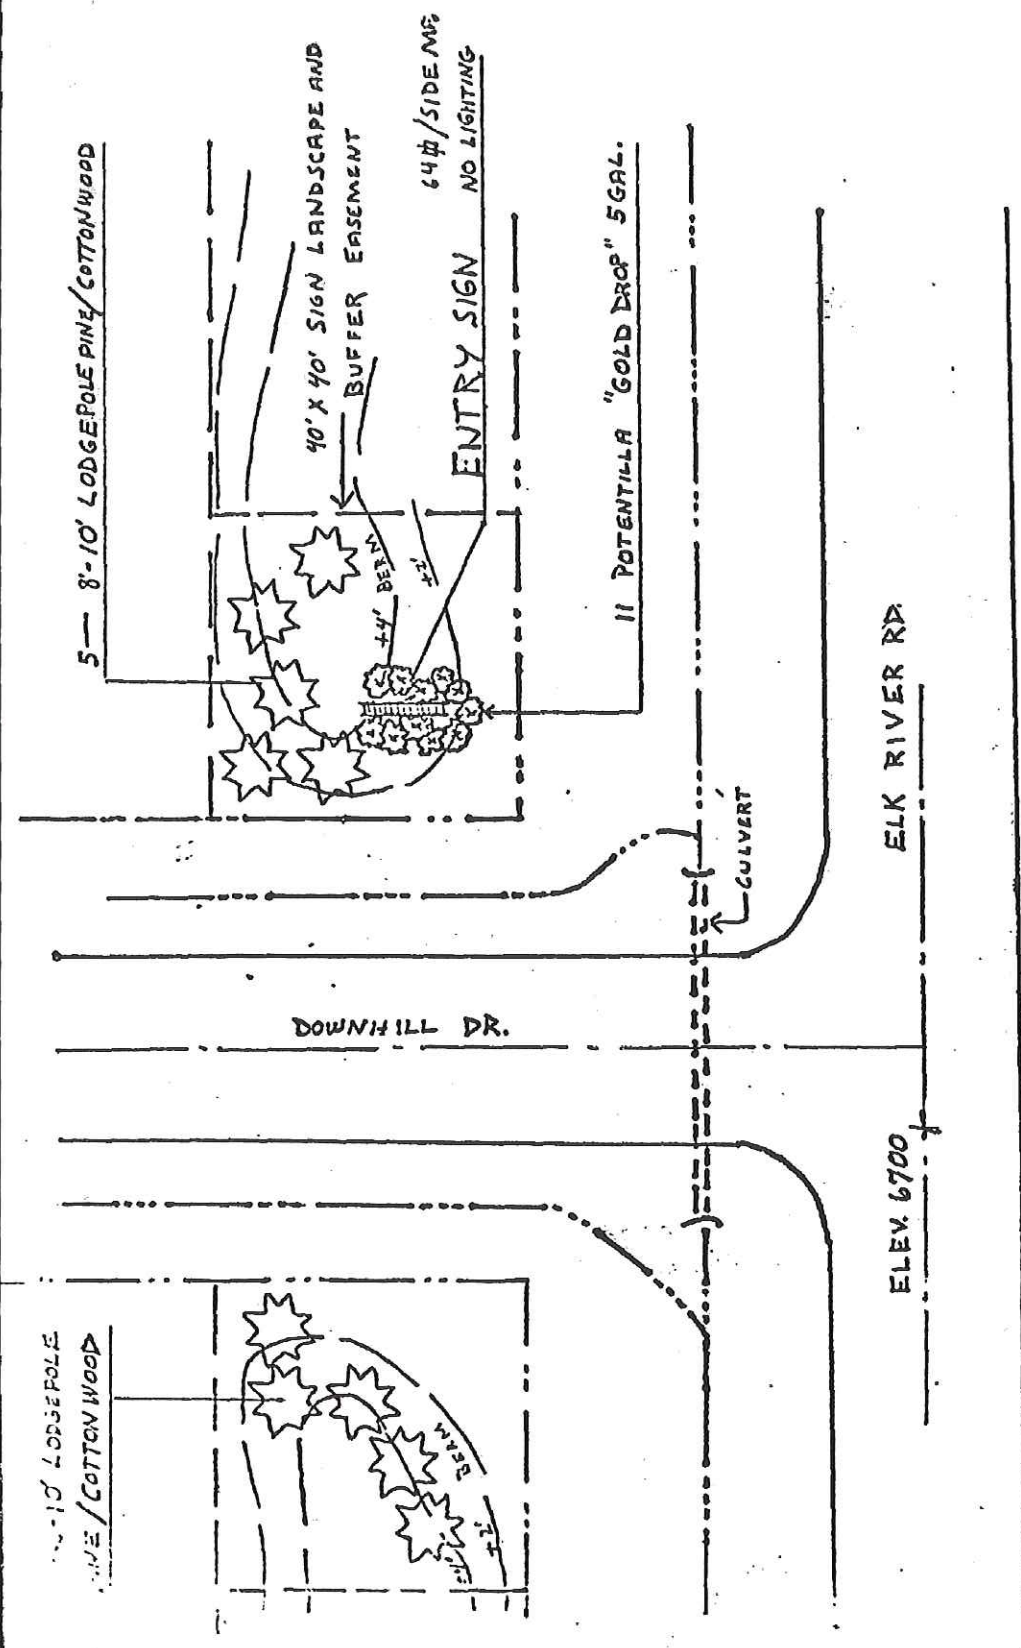 5— 8'-10' LODGEPOLE PINE/COTTONWOOD
40' X 40' SIGN LANDSCAPE AND
BUFFER EASEMENT
64⌀/SIDE
ENTRY SIGN NO LIGHTING
+4' BERM
+2'
11 POTENTILLA "GOLD DROP" 5 GAL.
CULVERT
ELK RIVER RD.
DOWNHILL DR.
ELEV. 6700
-10' LODGEPOLE
/COTTONWOOD
BERM
+2'